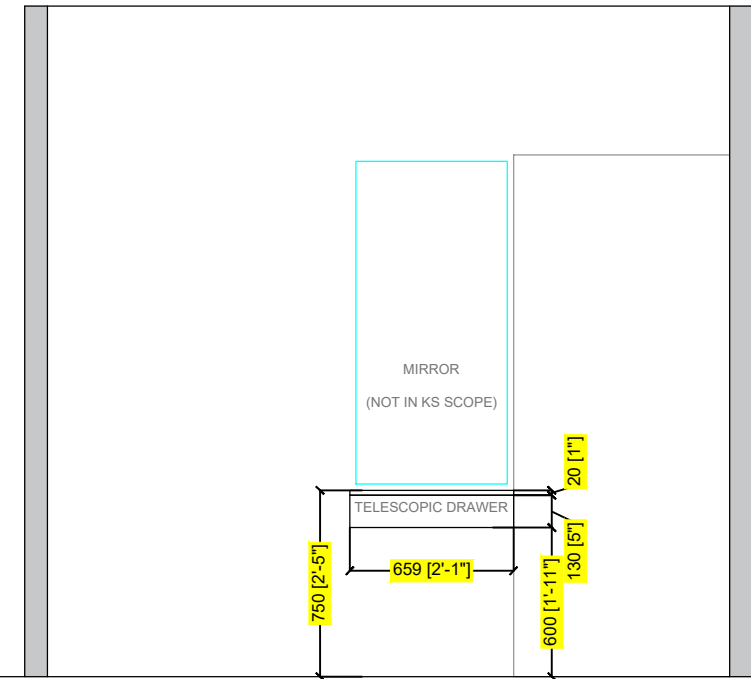 MIRROR
(NOT IN KS SCOPE)
20 [1"]
TELESCOPIC DRAWER
130 [5"]
659 [2'-1"]
750 [2'-5"]
600 [1'-11"]